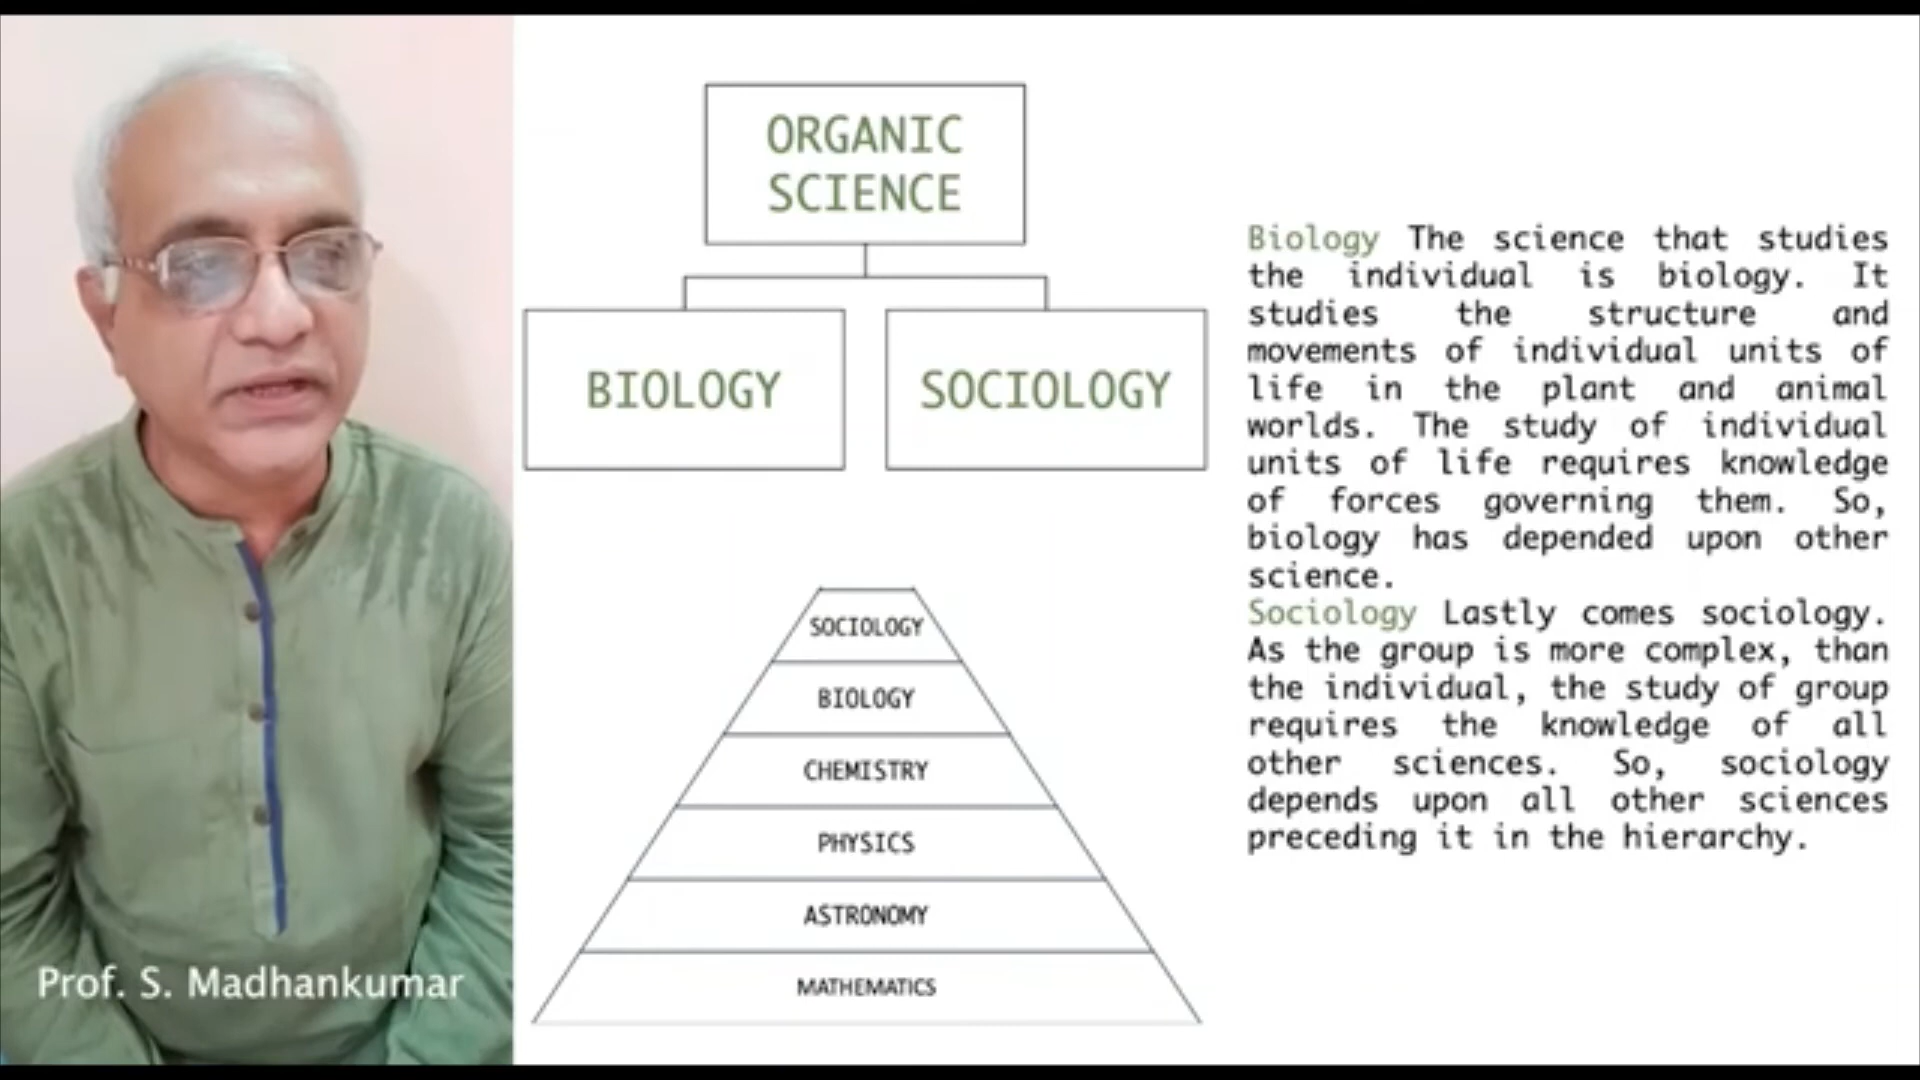 ORGANIC
SCIENCE
BIOLOGY
SOCIOLOGY
SOCIOLOGY
BIOLOGY
CHEMISTRY
PHYSICS
ASTRONOMY
MATHEMATICS
Biology The science that studies
the individual is biology. It
studies the structure and
movements of individual units of
life in the plant and animal
worlds. The study of individual
units of life requires knowledge
of forces governing them. So,
biology has depended upon other
science.
Sociology Lastly comes sociology.
As the group is more complex, than
the individual, the study of group
requires the knowledge of all
other sciences. So, sociology
depends upon all other sciences
preceding it in the hierarchy.
Prof. S. Madhankumar